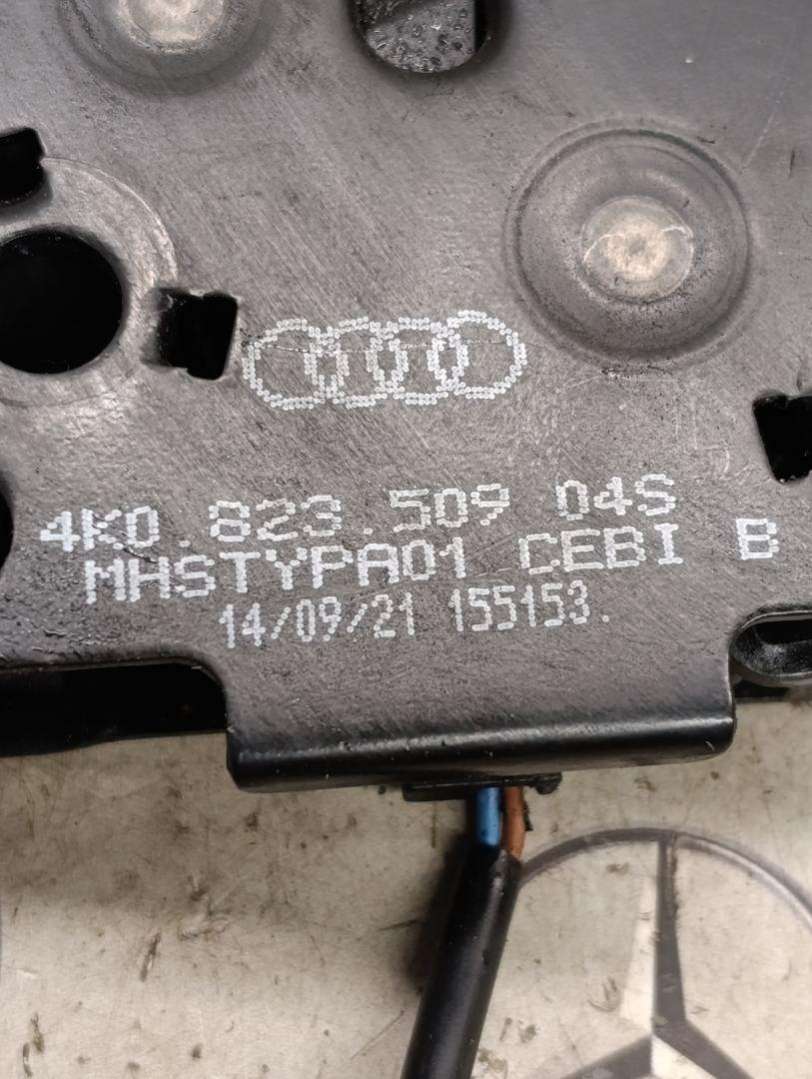 4K0.823.509 04S
MHSTYPA01 CEBI B
14/09/21 155153.